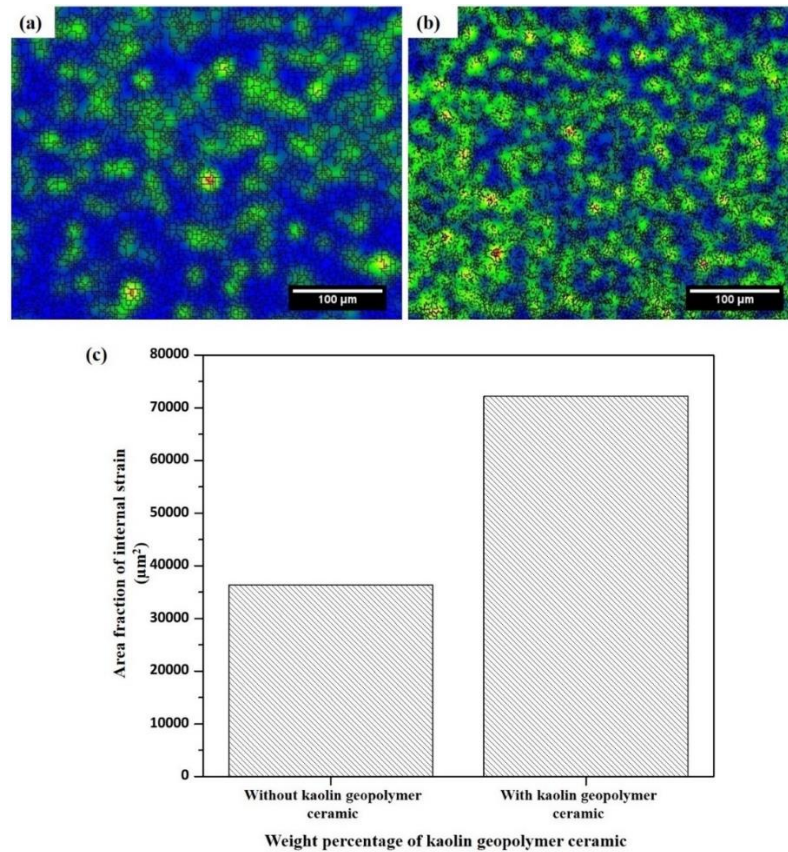 (a)
(b)
100 µm
100 µm
(c)
80000
70000
60000
50000
40000
30000
20000
10000
0
Area fraction of internal strain
(µm²)
Without kaolin geopolymer
ceramic
With kaolin geopolymer
ceramic
Weight percentage of kaolin geopolymer ceramic